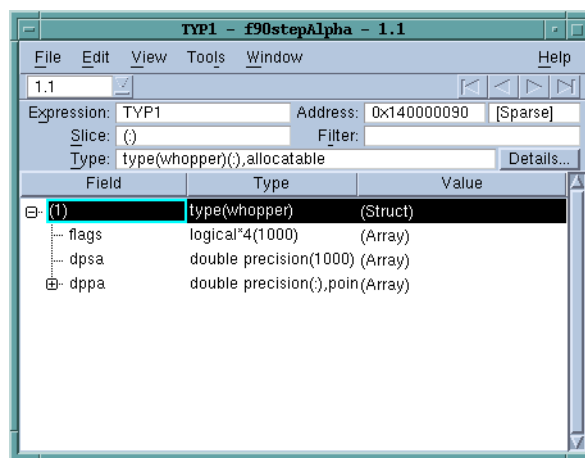 TYP1 - f90stepAlpha - 1.1
File Edit View Tools Window Help
1.1
Expression: TYP1 Address: 0x140000090 [Sparse]
Slice: (:) Filter:
Type: type(whopper)(:),allocatable Details...
Field Type Value
(1) type(whopper) (Struct)
flags logical*4(1000) (Array)
dpsa double precision(1000) (Array)
dppa double precision(:),poin (Array)